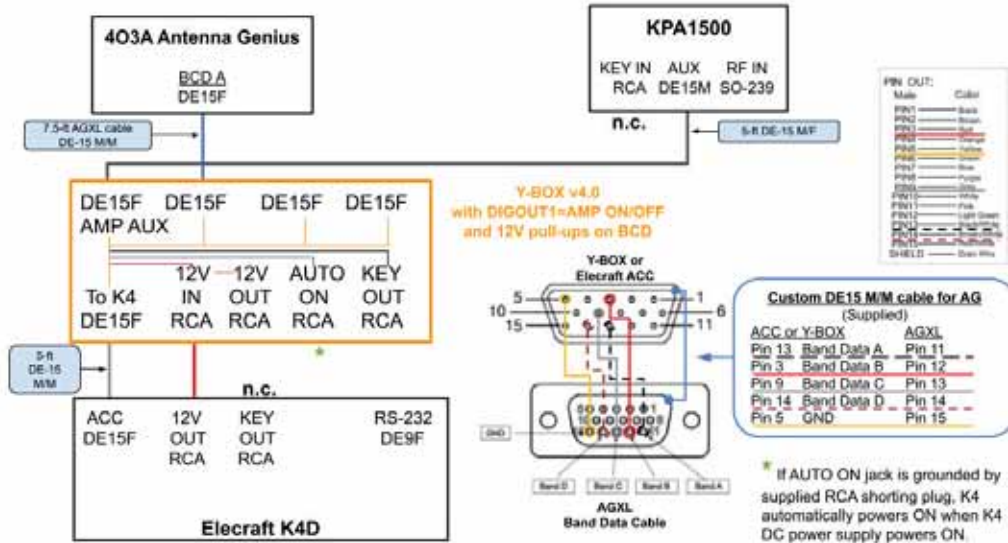 4O3A Antenna Genius
BCD A
DE15F
KPA1500
KEY IN AUX RF IN
RCA DE15M SO-239
n.c.
7.5-ft AGXL cable
DE-15 M/M
5-ft DE-15 M/F
PIN OUT:
Male Color
PIN1 Black
PIN2 Brown
PIN3 Red
PIN4 Orange
PIN5 Yellow
PIN6 Green
PIN7 Blue
PIN8 Purple
PIN9 Grey
PIN10 White
PIN11 Pink
PIN12 Light Green
PIN13
PIN14
PIN15
SHIELD Drain Wire
DE15F DE15F DE15F DE15F
AMP AUX
12V 12V AUTO KEY
To K4 IN OUT ON OUT
DE15F RCA RCA RCA RCA
*
Y-BOX v4.0
with DIGOUT1=AMP ON/OFF
and 12V pull-ups on BCD
Y-BOX or
Elecraft ACC
5 1
10 6
15 11
5-ft
DE-15
M/M
n.c.
ACC 12V KEY RS-232
DE15F OUT OUT DE9F
RCA RCA
Elecraft K4D
GND
Band D Band C Band B Band A
AGXL
Band Data Cable
Custom DE15 M/M cable for AG
(Supplied)
ACC or Y-BOX AGXL
Pin 13 Band Data A Pin 11
Pin 3 Band Data B Pin 12
Pin 9 Band Data C Pin 13
Pin 14 Band Data D Pin 14
Pin 5 GND Pin 15
* If AUTO ON jack is grounded by
supplied RCA shorting plug, K4
automatically powers ON when K4
DC power supply powers ON.